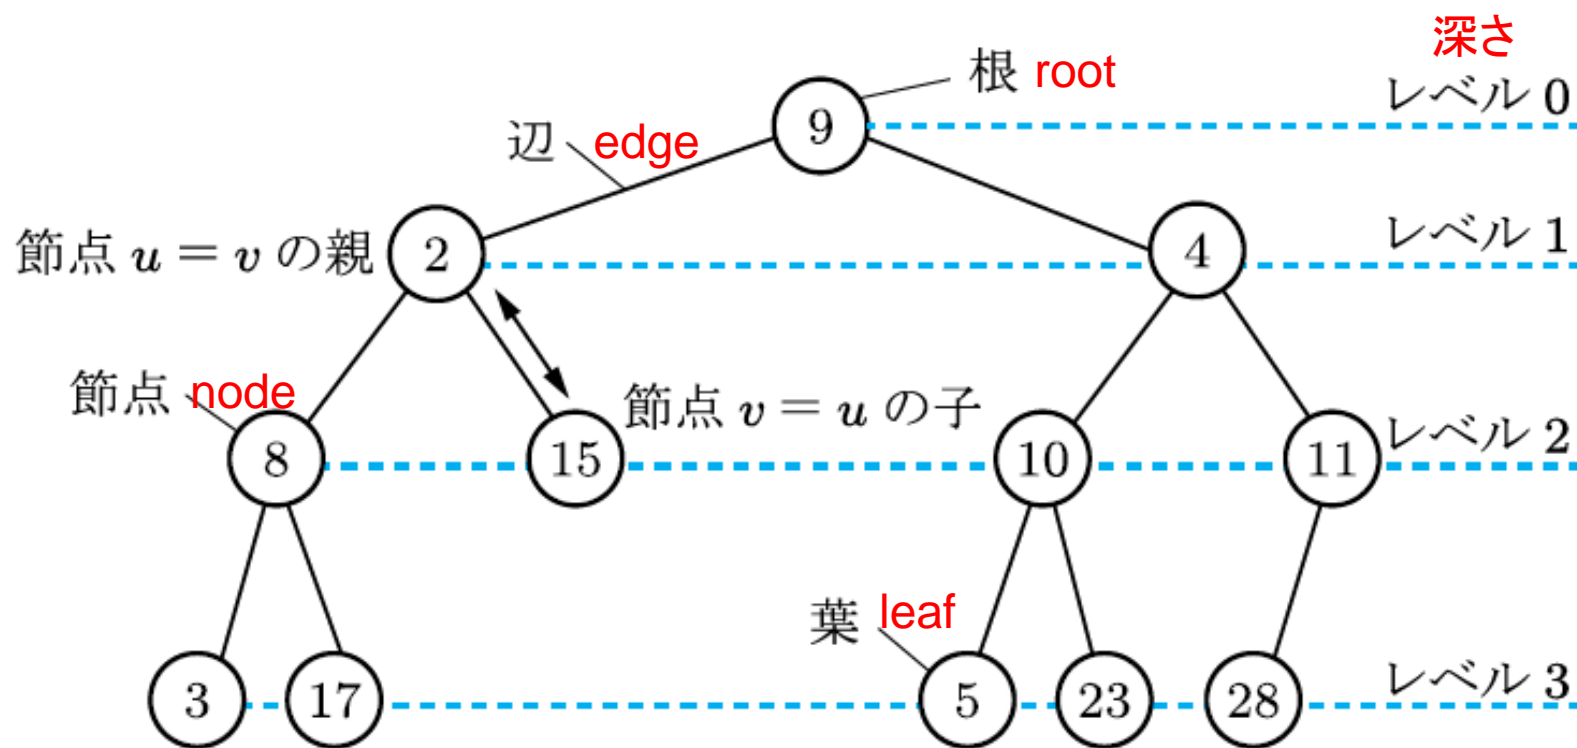 深さ
根 root
レベル 0
9
辺 edge
レベル 1
節点 u = v の親
2
4
節点 node
節点 v = u の子
レベル 2
8
15
10
11
葉 leaf
レベル 3
3
17
5
23
28